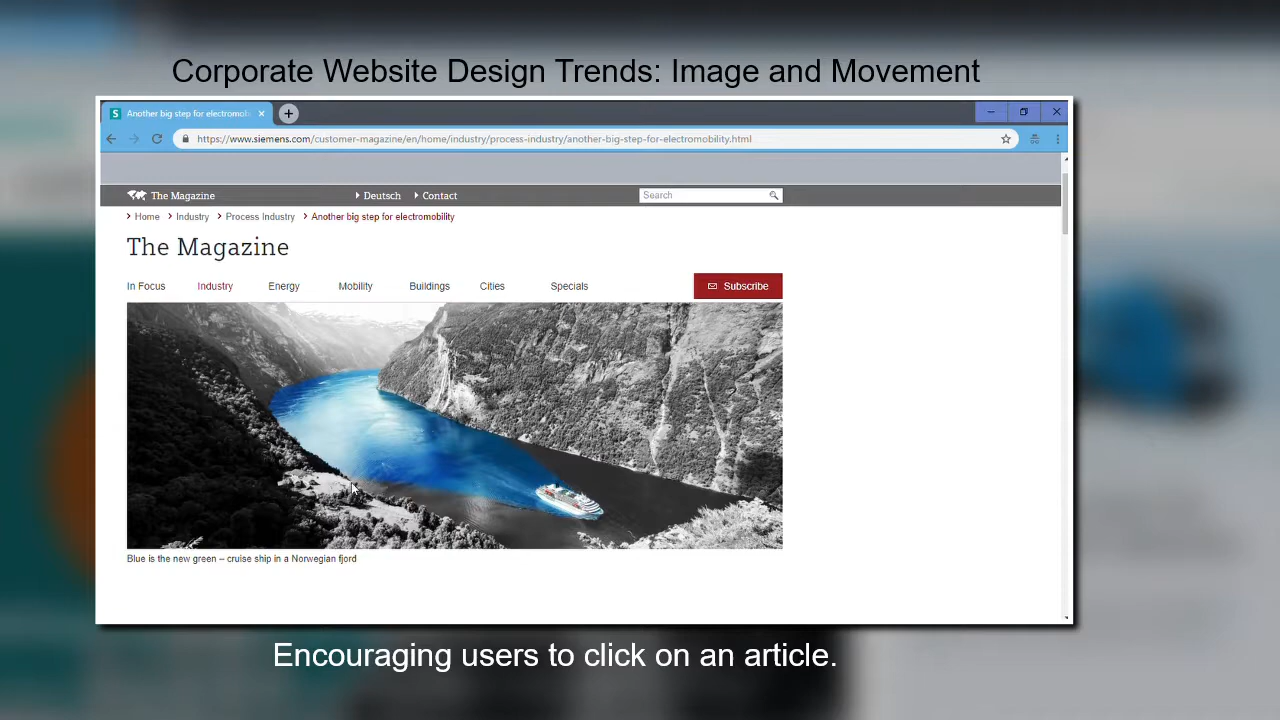 Corporate Website Design Trends: Image and Movement
S Another big step for electromob
https://www.siemens.com/customer-magazine/en/home/industry/process-industry/another-big-step-for-electromobility.html
The Magazine Deutsch Contact Search
Home Industry Process Industry Another big step for electromobility
The Magazine
In Focus Industry Energy Mobility Buildings Cities Specials Subscribe
Blue is the new green – cruise ship in a Norwegian fjord
Encouraging users to click on an article.